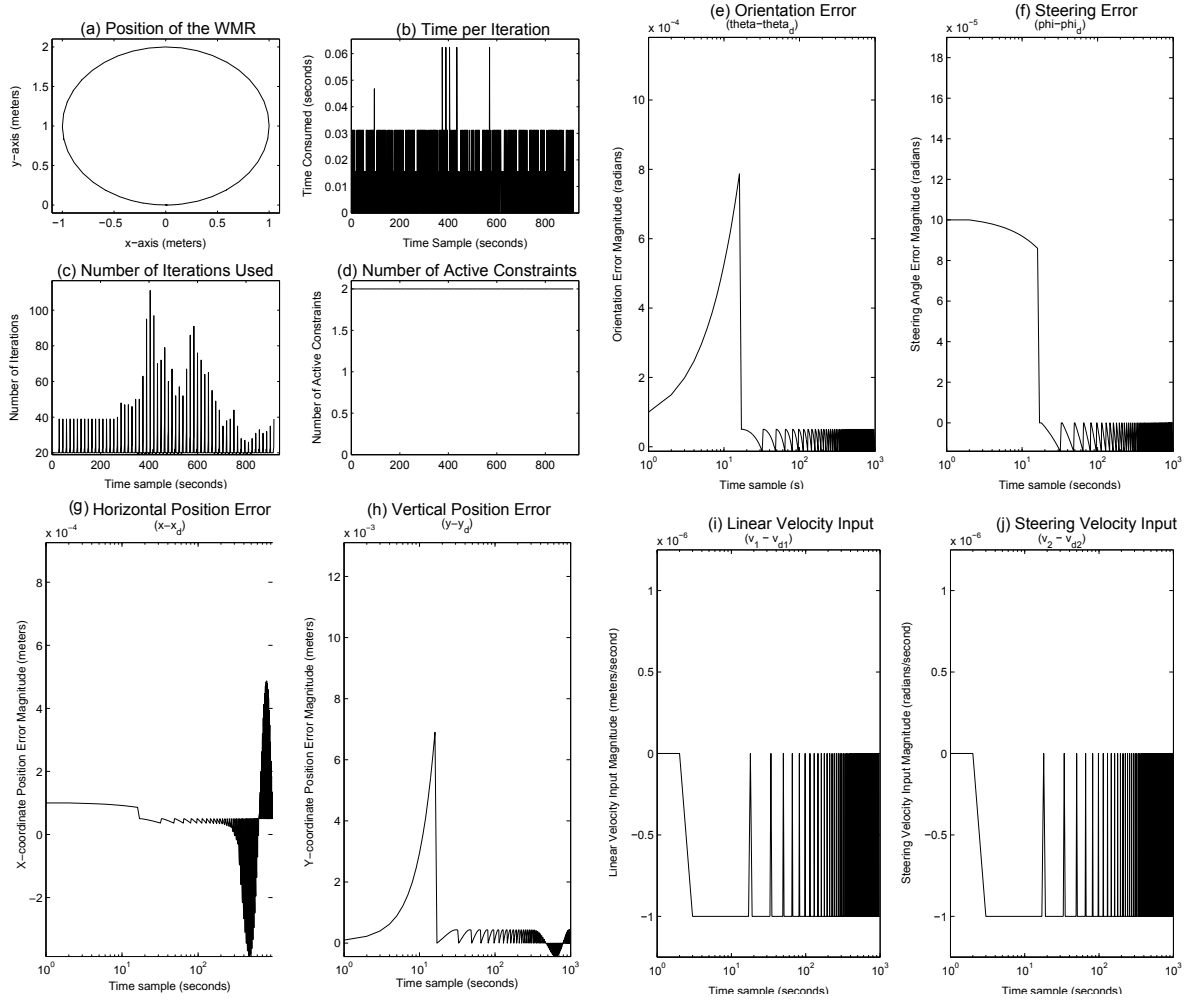 (a) Position of the WMR
y−axis (meters)
2
1.5
1
0.5
0
−1 −0.5 0 0.5 1
x−axis (meters)
(b) Time per Iteration
Time Consumed (seconds)
0.06
0.05
0.04
0.03
0.02
0.01
0
0 200 400 600 800
Time Sample (seconds)
(c) Number of Iterations Used
Number of Iterations
100
80
60
40
20
0 200 400 600 800
Time sample (seconds)
(d) Number of Active Constraints
Number of Active Constraints
2
1.5
1
0.5
0
0 200 400 600 800
Time sample (seconds)
(e) Orientation Error
(theta−theta_d)
x 10^−4
Orientation Error Magnitude (radians)
10
8
6
4
2
0
10^0 10^1 10^2 10^3
Time sample (s)
(f) Steering Error
(phi−phi_d)
x 10^−5
Steering Angle Error Magnitude (radians)
18
16
14
12
10
8
6
4
2
0
10^0 10^1 10^2 10^3
Time sample (seconds)
(g) Horizontal Position Error
(x−x_d)
x 10^−4
X−coordinate Position Error Magnitude (meters)
8
6
4
2
0
−2
10^0 10^1 10^2
Time sample (seconds)
(h) Vertical Position Error
(y−y_d)
x 10^−3
Y−coordinate Position Error Magnitude (meters)
12
10
8
6
4
2
0
10^0 10^1 10^2 10^3
Time sample (seconds)
(i) Linear Velocity Input
(v_1 − v_d1)
x 10^−6
Linear Velocity Input Magnitude (meters/second)
1
0.5
0
−0.5
−1
10^0 10^1 10^2 10^3
Time sample (seconds)
(j) Steering Velocity Input
(v_2 − v_d2)
x 10^−6
Steering Velocity Input Magnitude (radians/second)
1
0.5
0
−0.5
−1
10^0 10^1 10^2 10^3
Time sample (seconds)